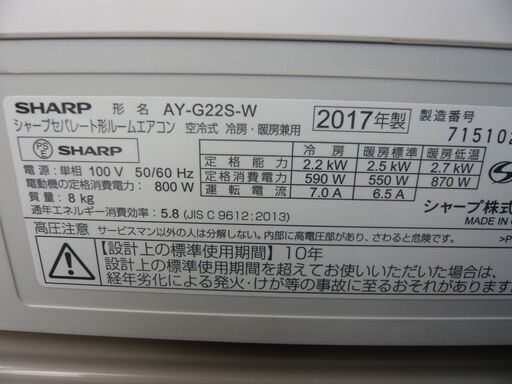 SHARP 形名 AY-G22S-W 2017年製 製造番号
シャープセパレート形ルームエアコン 空冷式 冷房・暖房兼用 715102
PS E SHARP
冷房 暖房標準 暖房低温
定格能力 2.2 kW 2.5 kW 2.7 kW
電源:単相 100 V 50/60 Hz 定格消費電力 590 W 550 W 870 W
電動機の定格消費電力: 800 W 運転電流 7.0 A 6.5 A
質量:8 kg シャープ株式
通年エネルギー消費効率:5.8 (JIS C 9612:2013) MADE IN
高圧注意 サービスマン以外の人は分解しないでください。内部に高電圧部があり、さわると危険です。 >P
【設計上の標準使用期間】10年
設計上の標準使用期間を超えてお使いいただいた場合は、
経年劣化による発火・けが等の事故に至るおそれがあります